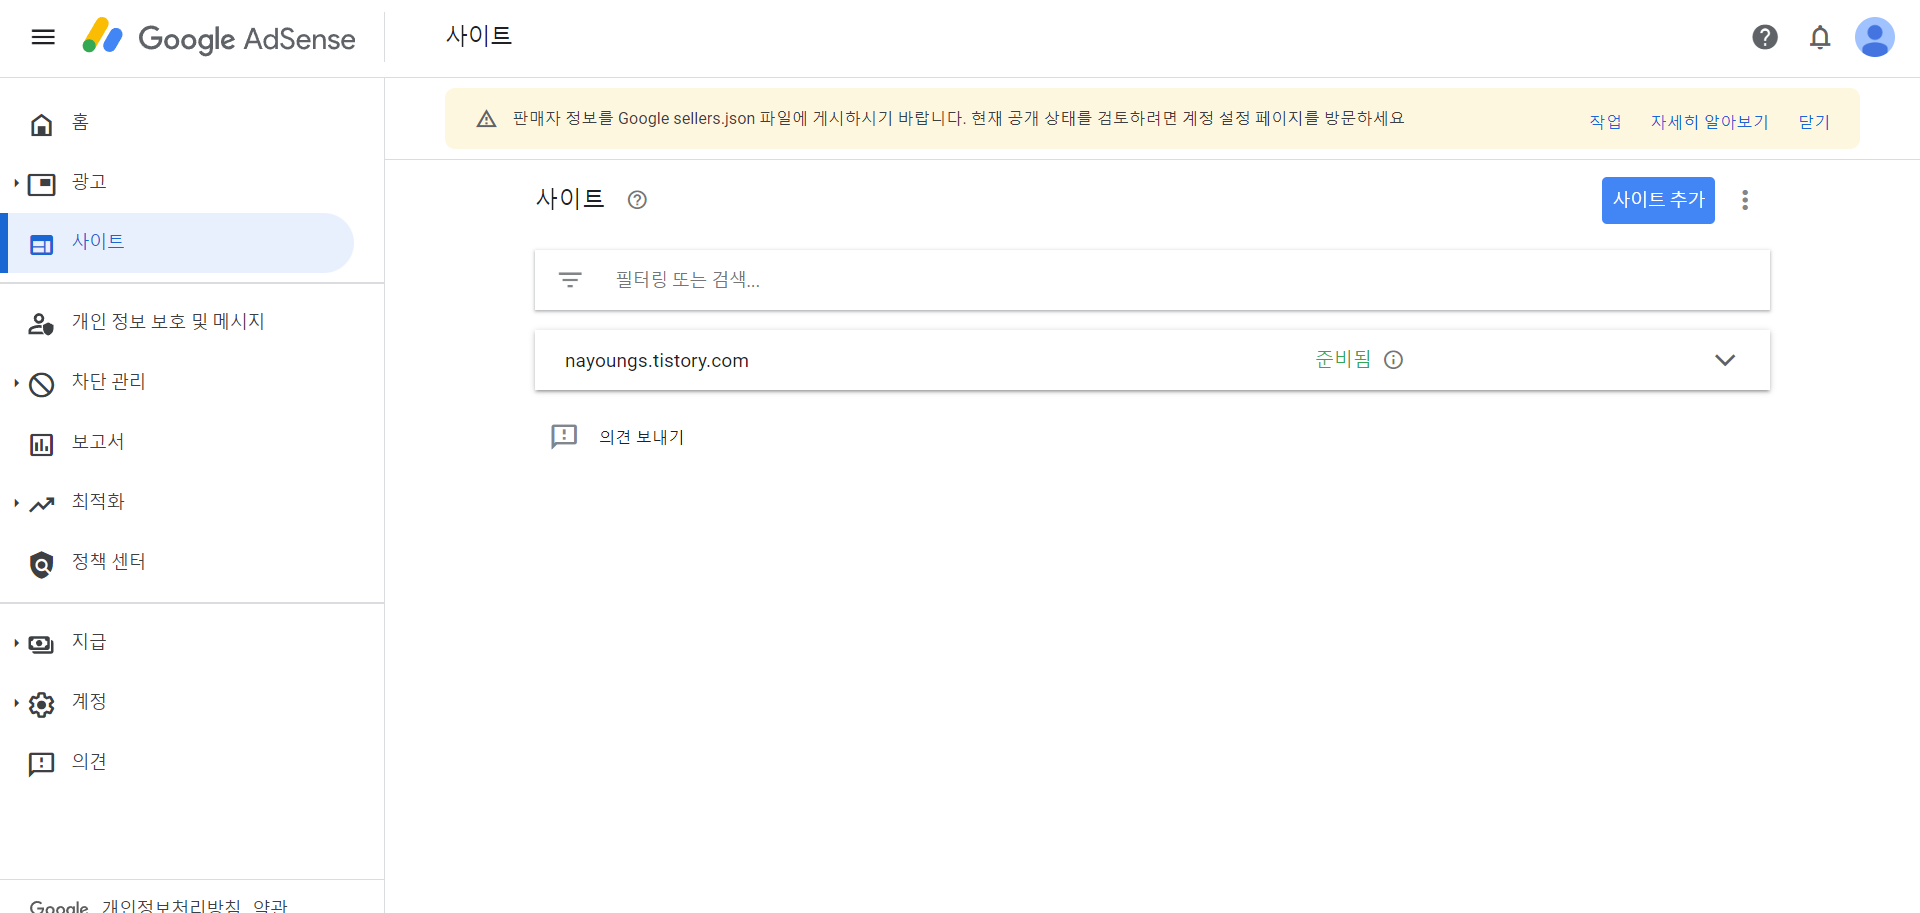 Google AdSense
사이트
홈
광고
사이트
개인 정보 보호 및 메시지
차단 관리
보고서
최적화
정책 센터
지급
계정
의견
Google 개인정보처리방침 약관
판매자 정보를 Google sellers.json 파일에 게시하시기 바랍니다. 현재 공개 상태를 검토하려면 계정 설정 페이지를 방문하세요
작업 자세히 알아보기 닫기
사이트
사이트 추가
필터링 또는 검색...
nayoungs.tistory.com 준비됨
의견 보내기